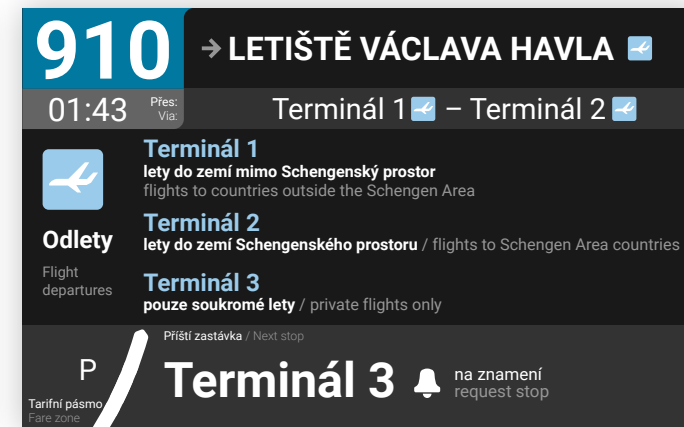 910
→ LETIŠTĚ VÁCLAVA HAVLA
01:43
Přes:
Via:
Terminál 1 – Terminál 2
Odlety
Flight
departures
Terminál 1
lety do zemí mimo Schengenský prostor
flights to countries outside the Schengen Area
Terminál 2
lety do zemí Schengenského prostoru / flights to Schengen Area countries
Terminál 3
pouze soukromé lety / private flights only
P
Tarifní pásmo
Fare zone
Příští zastávka / Next stop
Terminál 3
na znamení
request stop